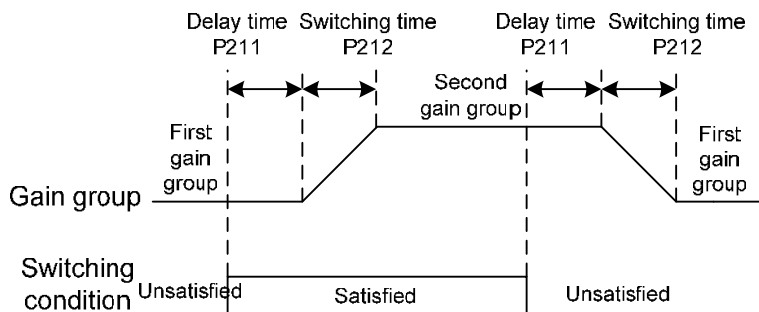 Delay time Switching time Delay time Switching time
P211 P212 P211 P212
Second
gain group
First
gain
group
First
gain
group
Gain group
Switching
condition
Unsatisfied Satisfied Unsatisfied